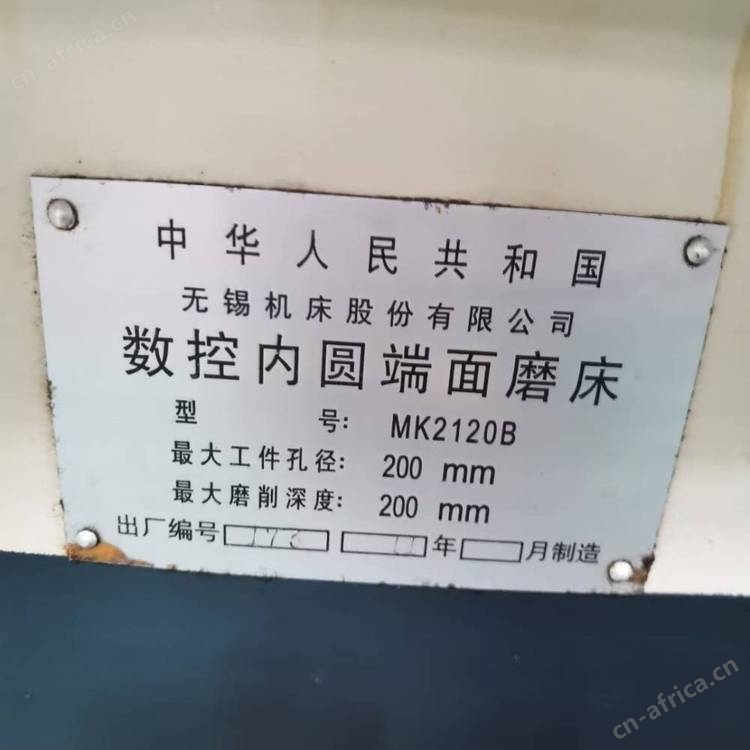 cn-africa.cn
中华人民共和国
无锡机床股份有限公司
数控内圆端面磨床
型 号: MK2120B
最大工件孔径: 200 mm
最大磨削深度: 200 mm
出厂编号 年 月制造
cn-africa.cn